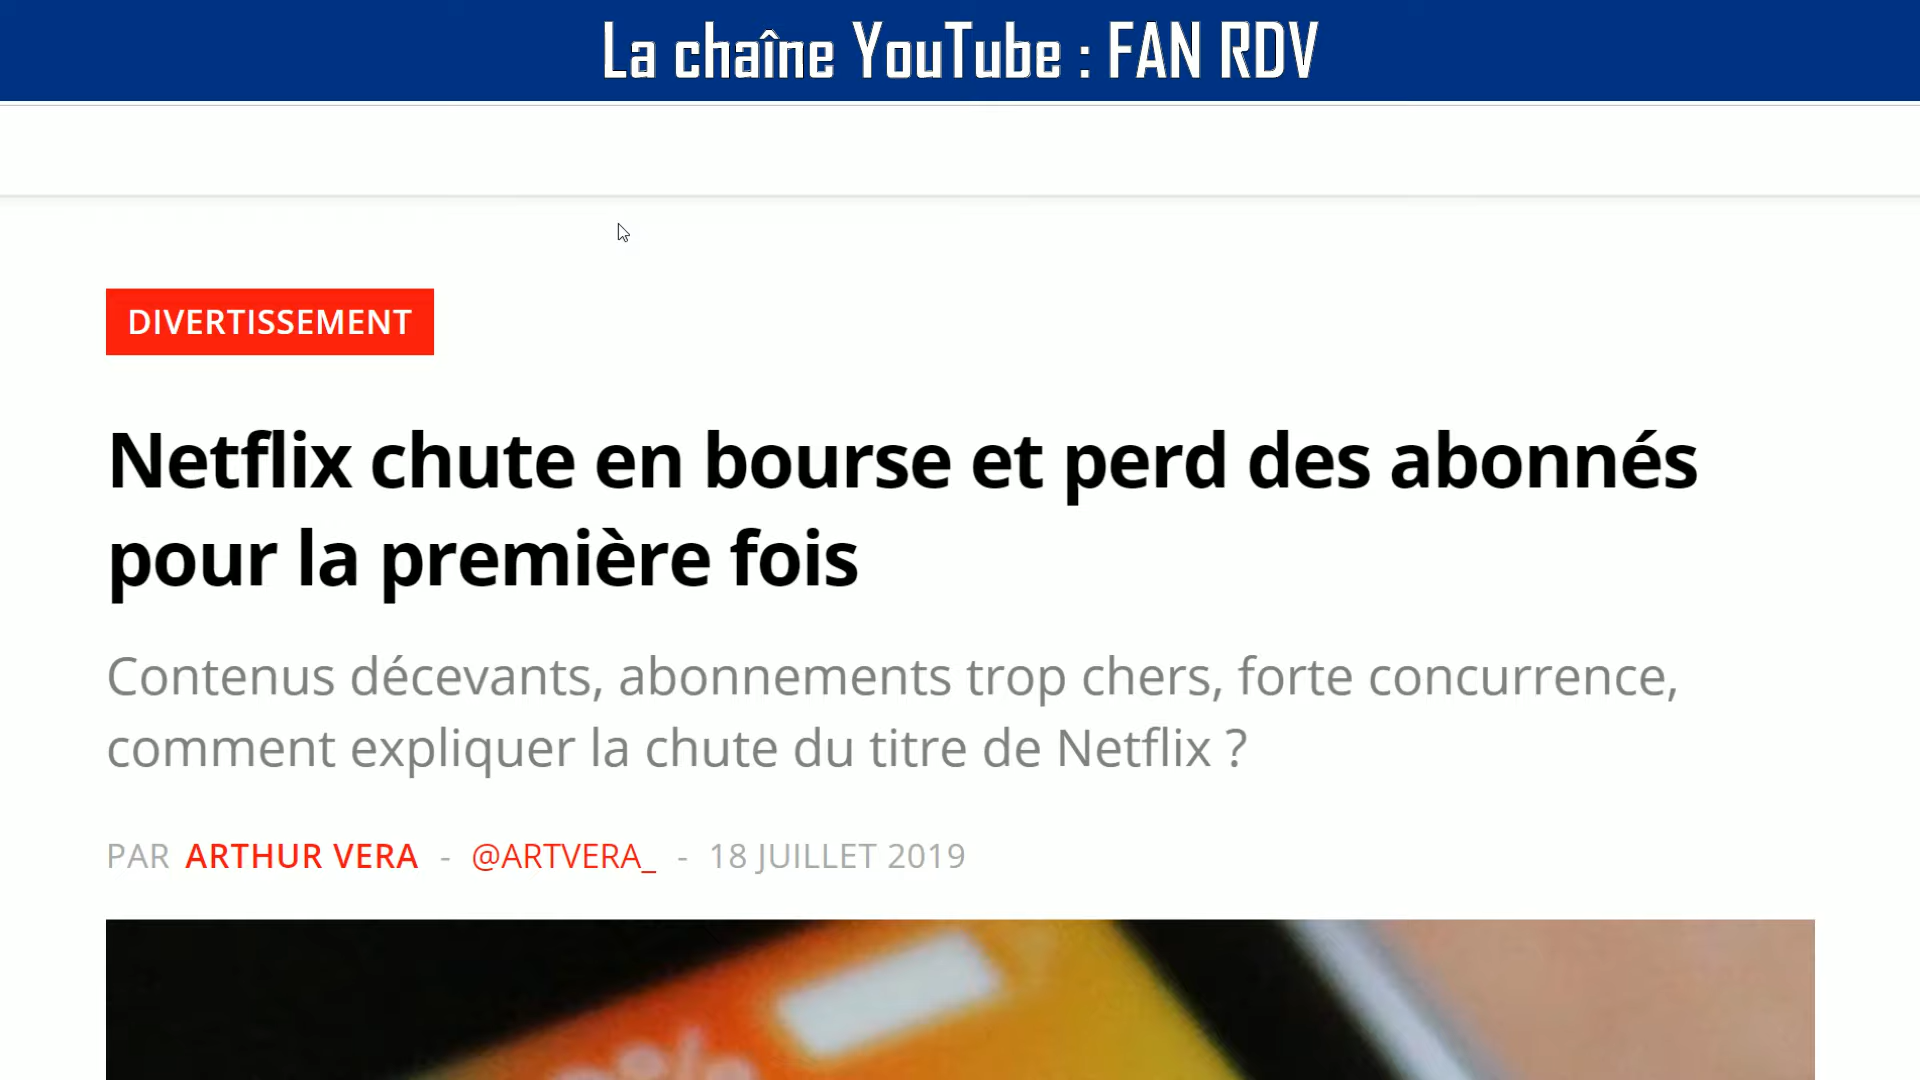 La chaîne YouTube : FAN RDV
DIVERTISSEMENT
Netflix chute en bourse et perd des abonnés
pour la première fois
Contenus décevants, abonnements trop chers, forte concurrence,
comment expliquer la chute du titre de Netflix ?
PAR ARTHUR VERA - @ARTVERA_ - 18 JUILLET 2019